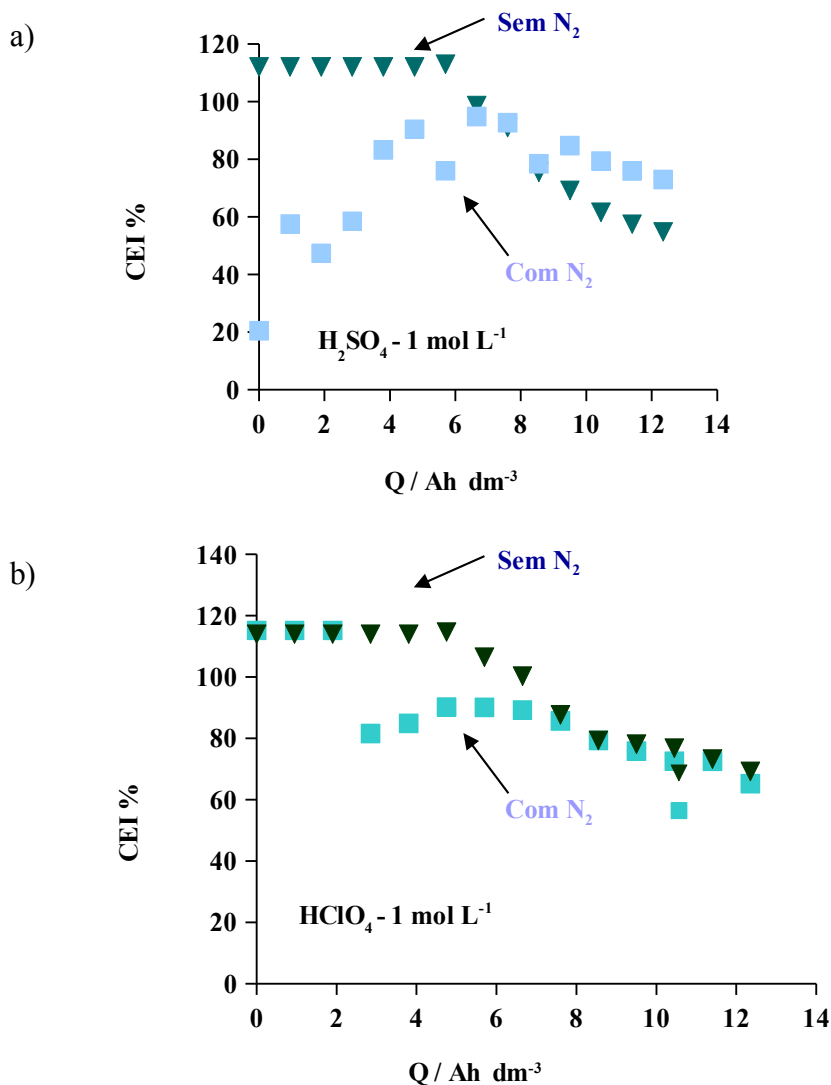 a)
Sem N₂
120
100
80
60
40
20
0
CEI %
Com N₂
H₂SO₄ - 1 mol L⁻¹
0 2 4 6 8 10 12 14
Q / Ah dm⁻³
b)
Sem N₂
140
120
100
80
60
40
20
0
CEI %
Com N₂
HClO₄ - 1 mol L⁻¹
0 2 4 6 8 10 12 14
Q / Ah dm⁻³